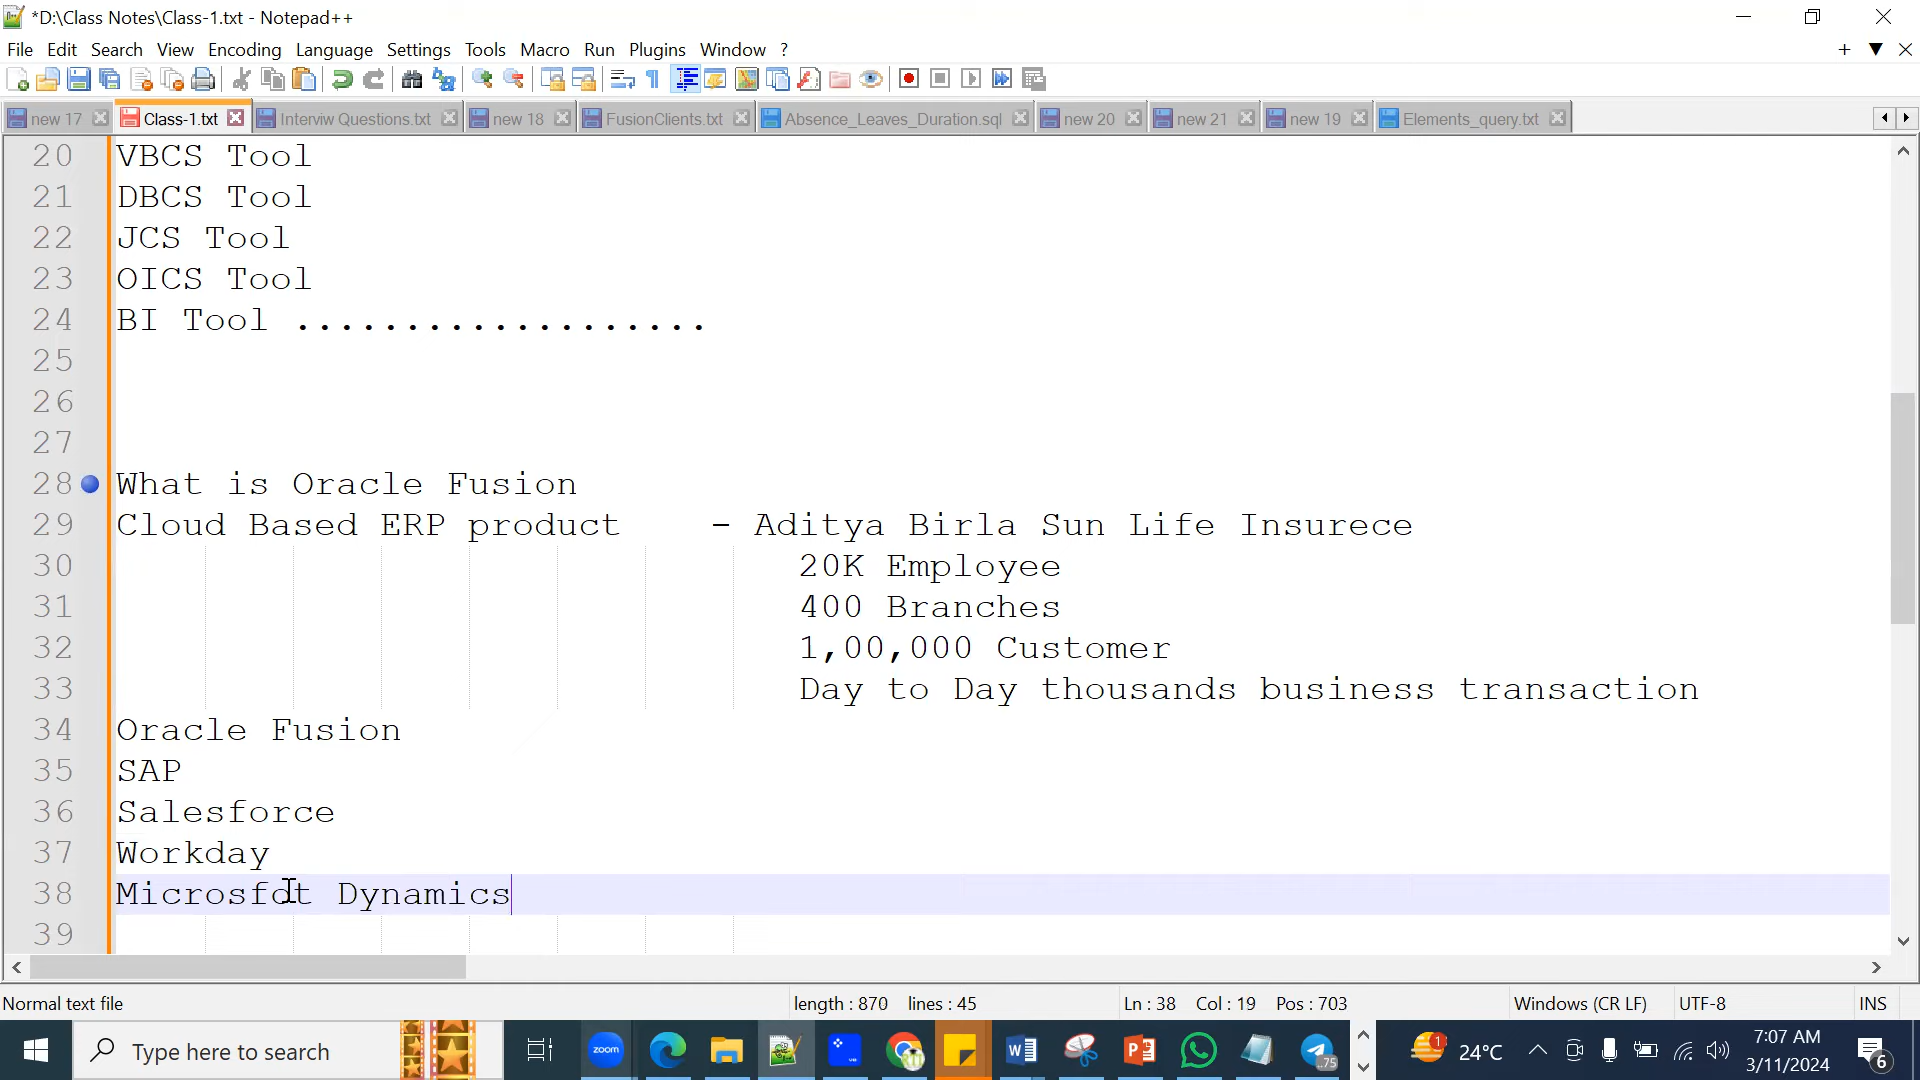 *D:\Class Notes\Class-1.txt - Notepad++
File Edit Search View Encoding Language Settings Tools Macro Run Plugins Window ?
new 17 Class-1.txt Interviw Questions.txt new 18 FusionClients.txt Absence_Leaves_Duration.sql new 20 new 21 new 19 Elements_query.txt
20 VBCS Tool
21 DBCS Tool
22 JCS Tool
23 OICS Tool
24 BI Tool ...................
25
26
27
28 What is Oracle Fusion
29 Cloud Based ERP product - Aditya Birla Sun Life Insurece
30 20K Employee
31 400 Branches
32 1,00,000 Customer
33 Day to Day thousands business transaction
34 Oracle Fusion
35 SAP
36 Salesforce
37 Workday
38 Microsfot Dynamics
39
Normal text file length : 870 lines : 45 Ln : 38 Col : 19 Pos : 703 Windows (CR LF) UTF-8 INS
Type here to search zoom 24°C 7:07 AM
3/11/2024